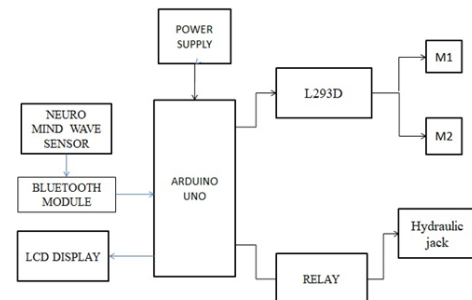 POWER
SUPPLY
M1
L293D
M2
NEURO
MIND WAVE
SENSOR
BLUETOOTH
MODULE
ARDUINO
UNO
LCD DISPLAY
Hydraulic
jack
RELAY